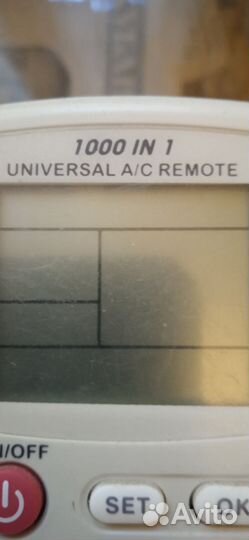 1000 IN 1
UNIVERSAL A/C REMOTE
/OFF
SET
OK
Avito